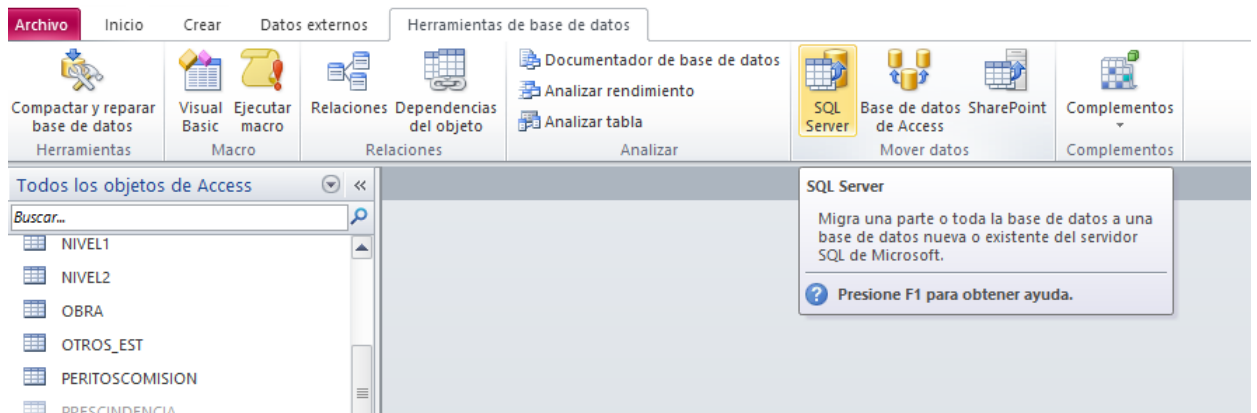 Archivo Inicio Crear Datos externos Herramientas de base de datos
Compactar y reparar
base de datos
Herramientas
Visual
Basic
Ejecutar
macro
Macro
Relaciones
Dependencias
del objeto
Relaciones
Documentador de base de datos
Analizar rendimiento
Analizar tabla
Analizar
SQL
Server
Base de datos
de Access
SharePoint
Mover datos
Complementos
Complementos
Todos los objetos de Access
Buscar...
NIVEL1
NIVEL2
OBRA
OTROS_EST
PERITOSCOMISION
PRESCINDENCIA
SQL Server
Migra una parte o toda la base de datos a una
base de datos nueva o existente del servidor
SQL de Microsoft.
Presione F1 para obtener ayuda.